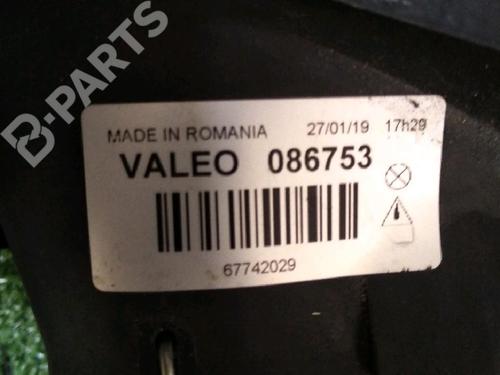 B-PARTS
MADE IN ROMANIA 27/01/19 17h29
VALEO 086753
67742029